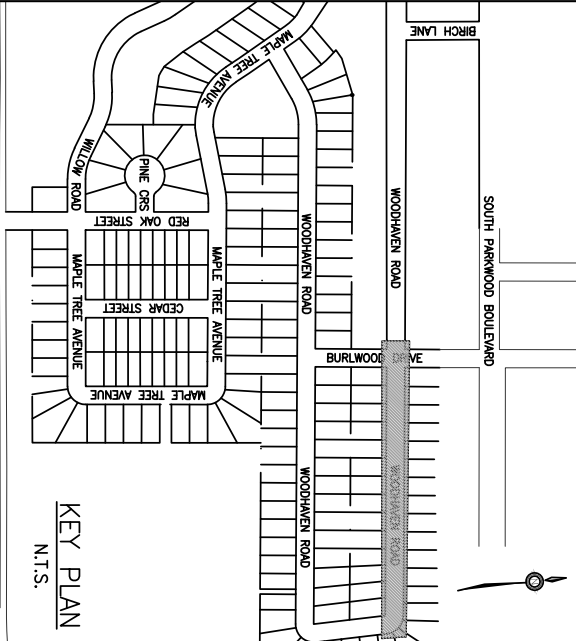 BIRCH LANE
MAPLE TREE AVENUE
WILLOW ROAD
PINE CRS
RED OAK STREET
WOODHAVEN ROAD
WOODHAVEN ROAD
SOUTH PARKWOOD BOULEVARD
MAPLE TREE AVENUE
MAPLE TREE AVENUE
CEDAR STREET
BURLWOOD DRIVE
MAPLE TREE AVENUE
WOODHAVEN ROAD
WOODHAVEN ROAD
KEY PLAN
N.T.S.